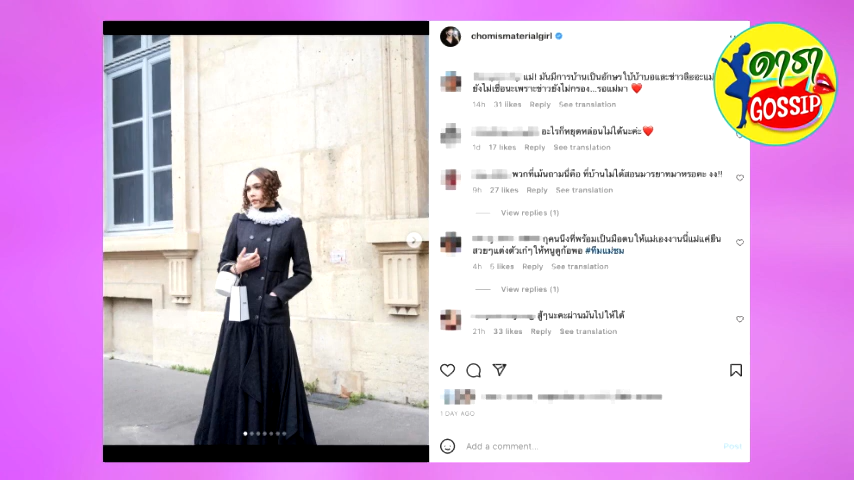 chomismaterialgirl
ดารา
GOSSIP
แม่! มันมีการบ้านเป็นอักษรใบ้บ้าบอและข่าวลืออะแม่
ยังไม่เชื่อนะเพราะข่าวยังไม่กรอง...รอแม่มา ❤️
14h 31 likes Reply See translation
อะไรก็หยุดหล่อนไม่ได้นะคะ❤️
1d 17 likes Reply See translation
พวกที่เม้นถามนี่คือ ที่บ้านไม่ได้สอนมารยาทมาหรอคะ งง!!
9h 27 likes Reply See translation
View replies (1)
กูคนนึงที่พร้อมเป็นมือตบ ให้แม่เองงานนี้แม่แค่ยืน
สวยๆแต่งตัวเก๋ๆให้หนูดูก็อพอ #ทีมแม่ชม
4h 5 likes Reply See translation
View replies (1)
สู้ๆนะคะผ่านมันไปให้ได้
21h 33 likes Reply See translation
1 DAY AGO
Add a comment...
Post